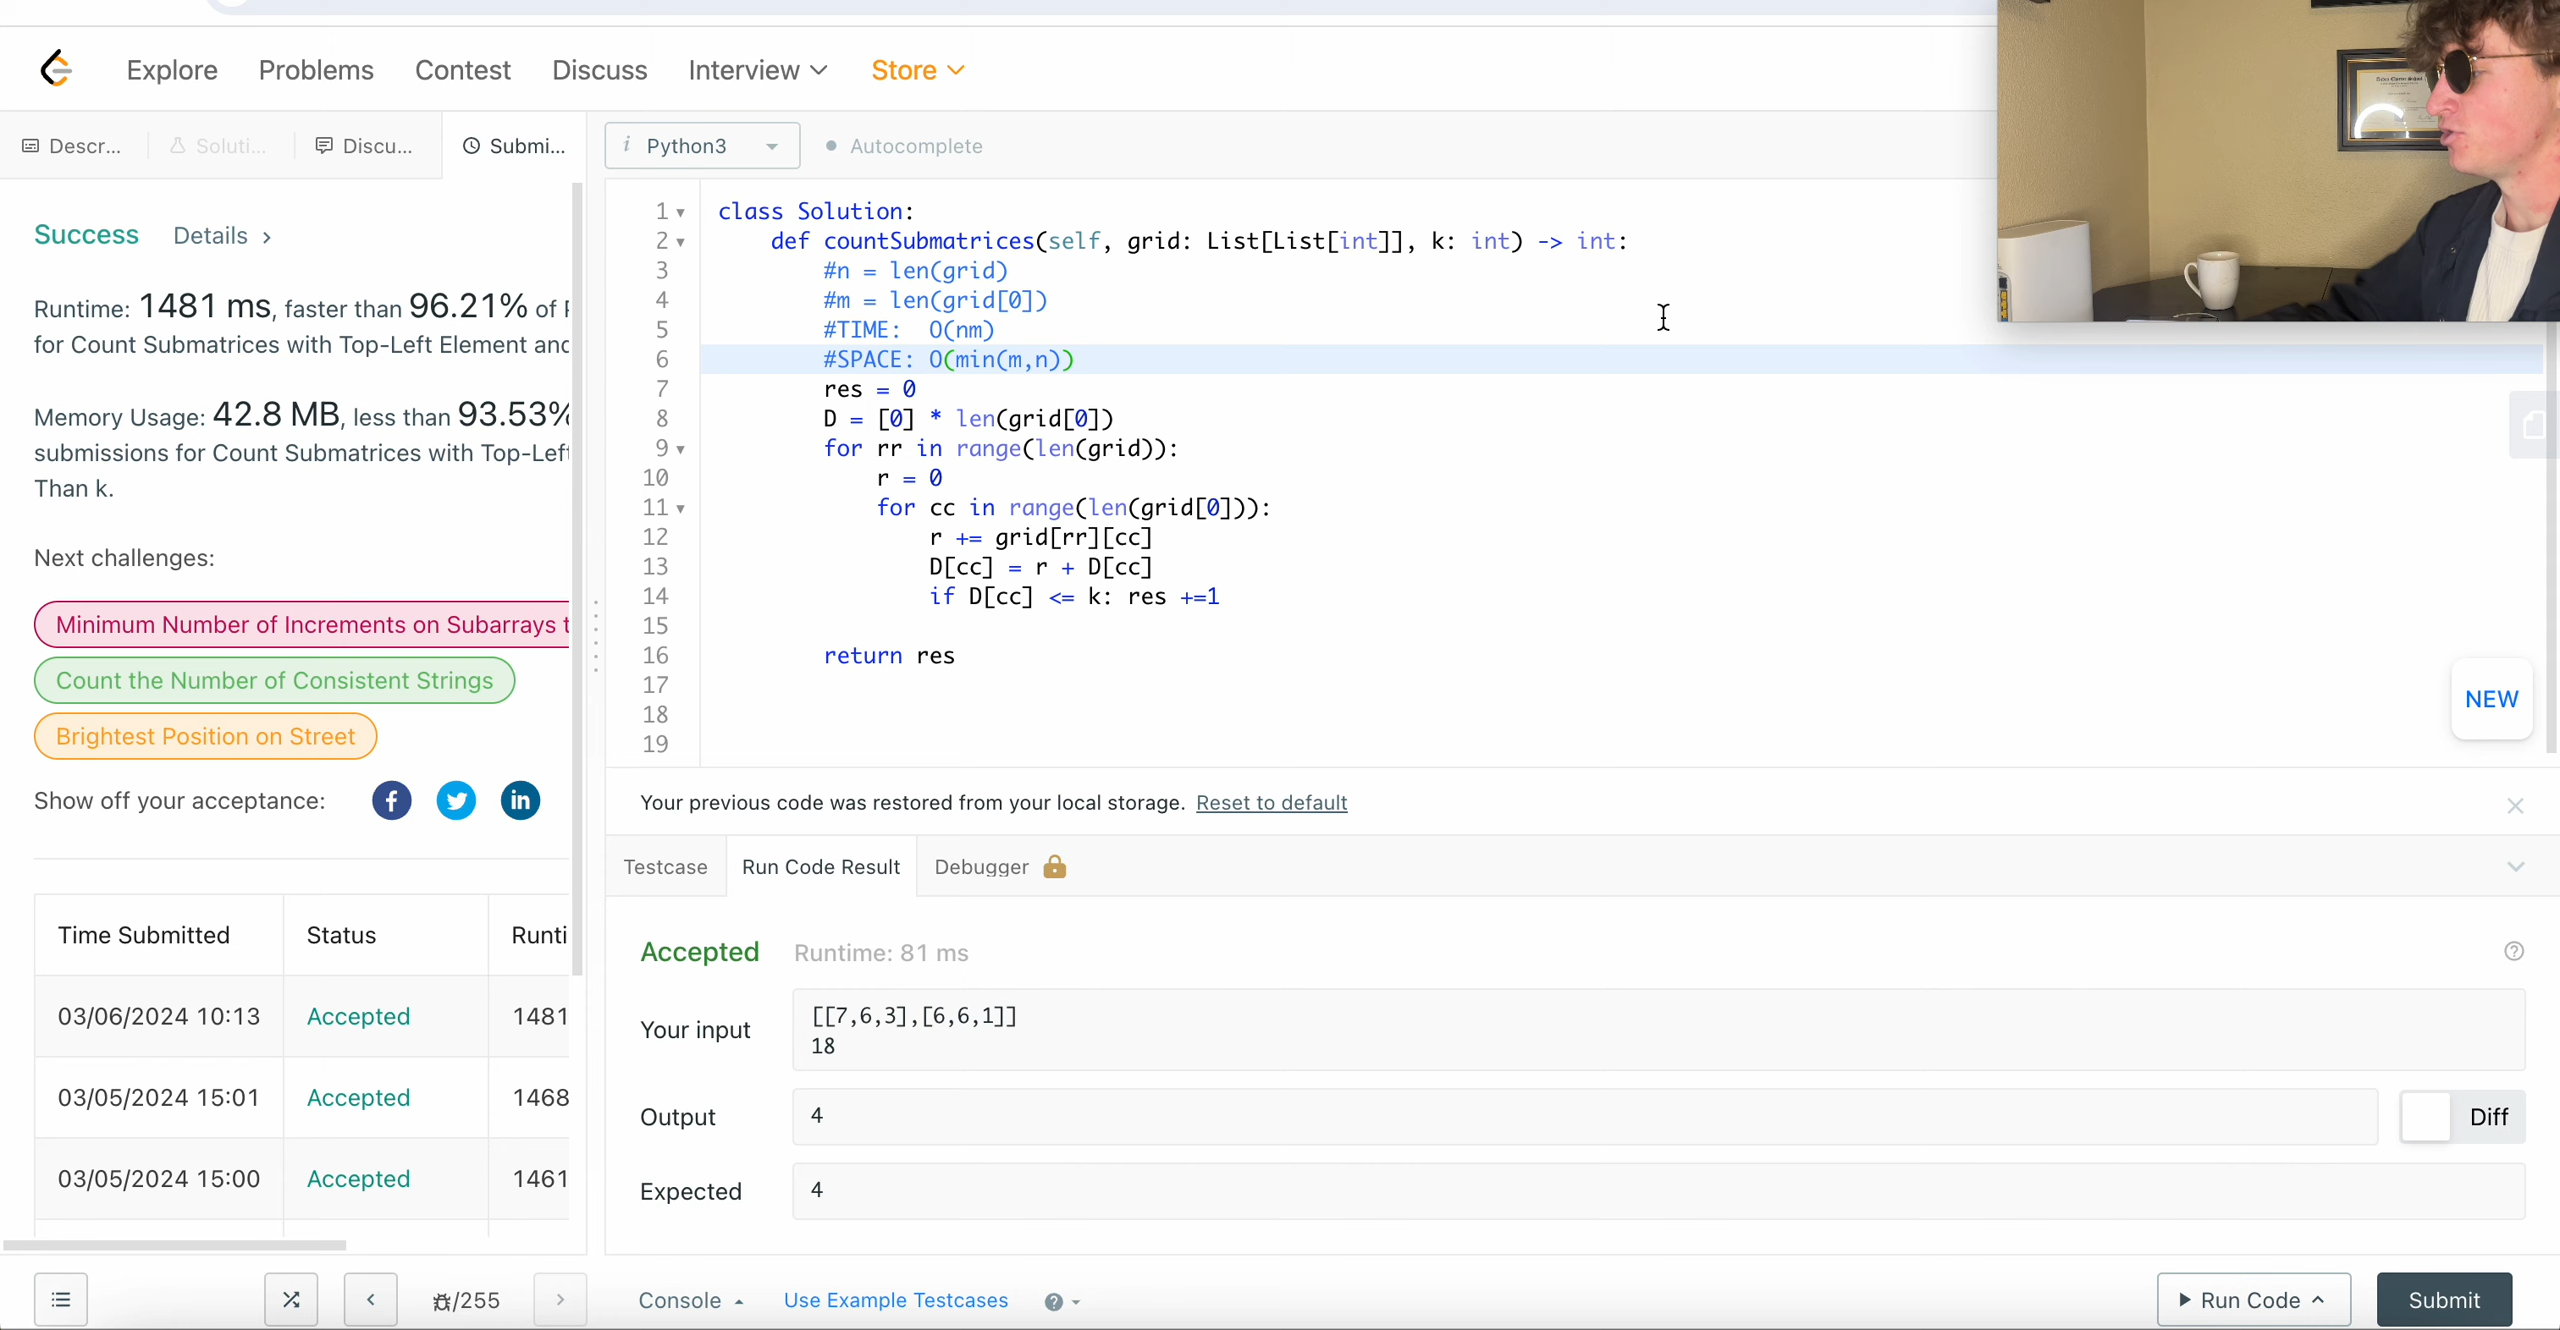 Explore Problems Contest Discuss Interview Store
Descr... Soluti... Discu... Submi...
i Python3 Autocomplete
Success Details >
Runtime: 1481 ms, faster than 96.21% of
for Count Submatrices with Top-Left Element and
Memory Usage: 42.8 MB, less than 93.53%
submissions for Count Submatrices with Top-Left
Than k.
Next challenges:
Minimum Number of Increments on Subarrays t
Count the Number of Consistent Strings
Brightest Position on Street
Show off your acceptance:
Time Submitted Status Runti
03/06/2024 10:13 Accepted 1481
03/05/2024 15:01 Accepted 1468
03/05/2024 15:00 Accepted 1461
/255
1 class Solution:
2 def countSubmatrices(self, grid: List[List[int]], k: int) -> int:
3 #n = len(grid)
4 #m = len(grid[0])
5 #TIME: O(nm)
6 #SPACE: O(min(m,n))
7 res = 0
8 D = [0] * len(grid[0])
9 for rr in range(len(grid)):
10 r = 0
11 for cc in range(len(grid[0])):
12 r += grid[rr][cc]
13 D[cc] = r + D[cc]
14 if D[cc] <= k: res +=1
15
16 return res
17
18
19
NEW
Your previous code was restored from your local storage. Reset to default
Testcase Run Code Result Debugger
Accepted Runtime: 81 ms
Your input [[7,6,3],[6,6,1]]
18
Output 4 Diff
Expected 4
Console Use Example Testcases Run Code Submit